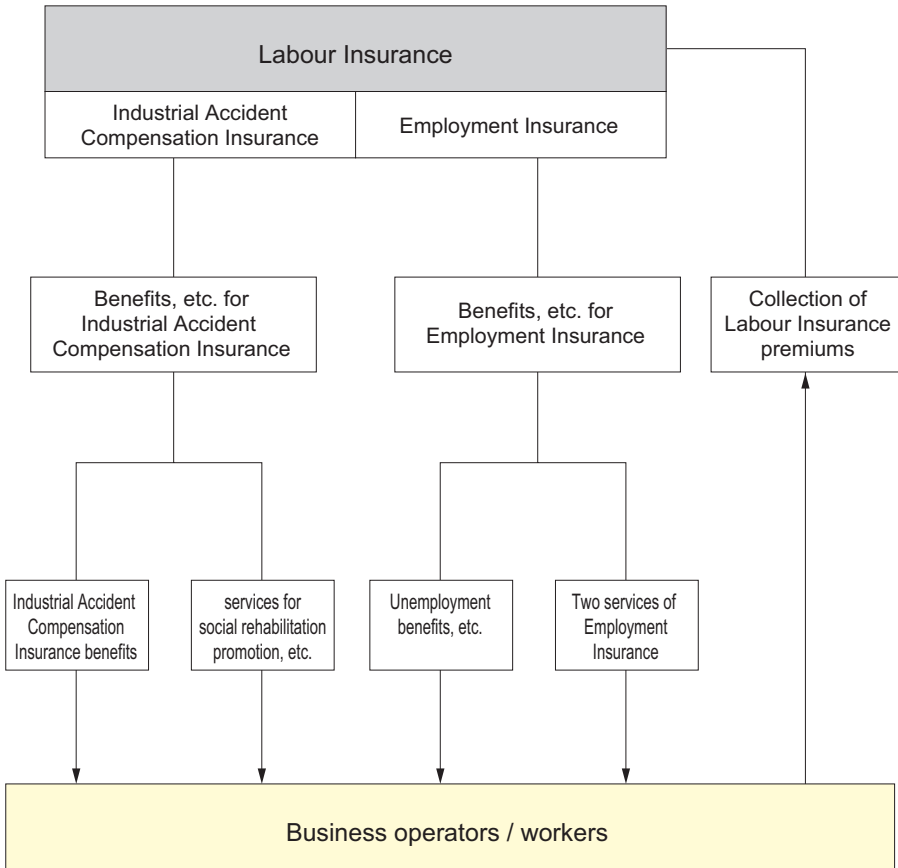 Labour Insurance
Industrial Accident
Compensation Insurance
Employment Insurance
Benefits, etc. for
Industrial Accident
Compensation Insurance
Benefits, etc. for
Employment Insurance
Collection of
Labour Insurance
premiums
Industrial Accident
Compensation
Insurance benefits
services for
social rehabilitation
promotion, etc.
Unemployment
benefits, etc.
Two services of
Employment
Insurance
Business operators / workers